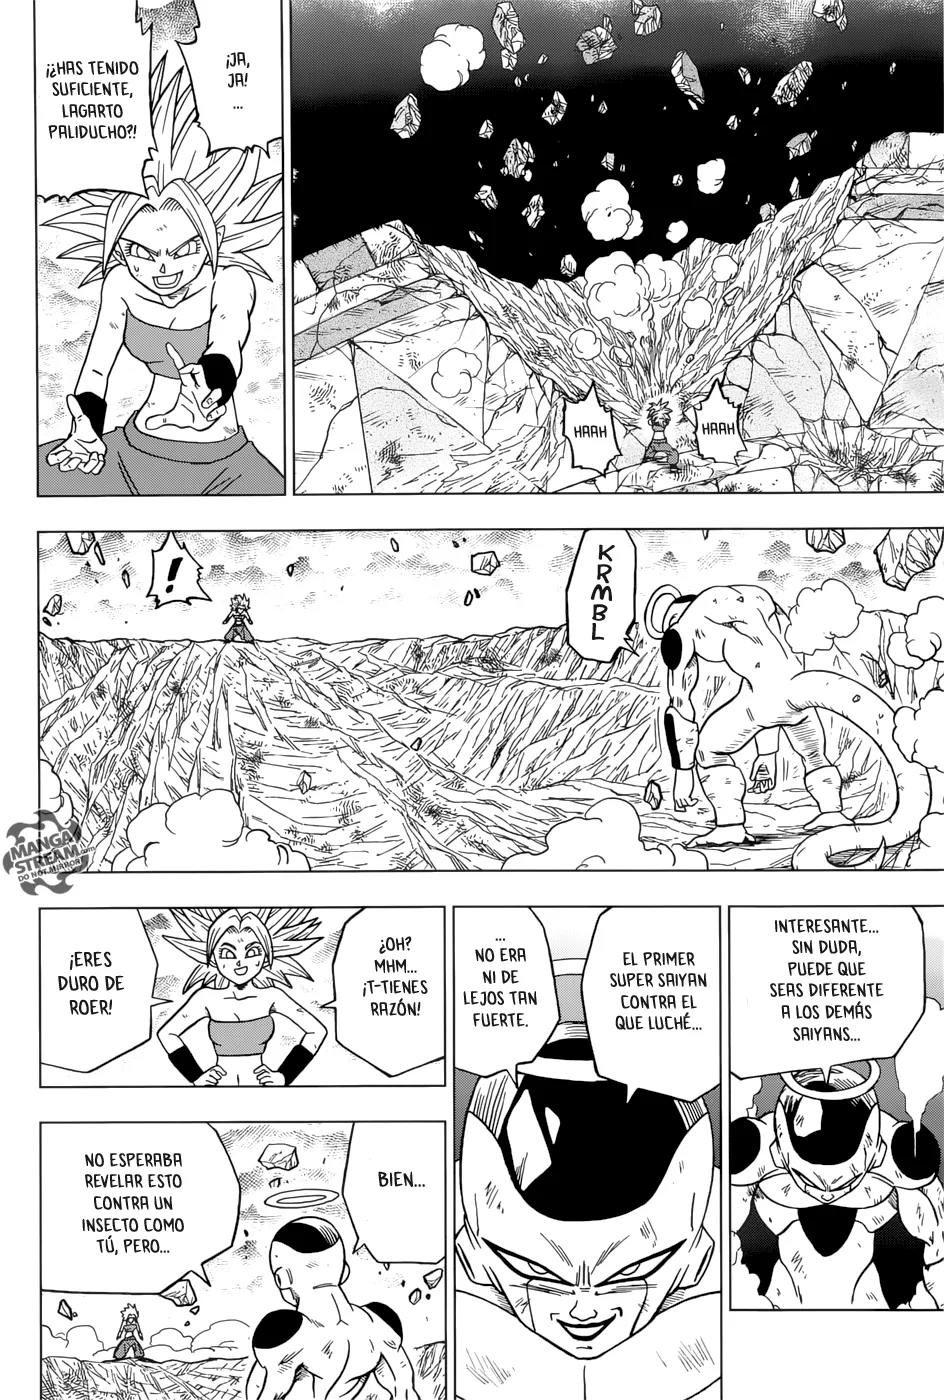 HAAH
HAAH
¡JA,
JA!
...
¡¿HAS TENIDO
SUFICIENTE,
LAGARTO
PALIDUCHO?!
KRMBL
!
INTERESANTE...
SIN DUDA,
PUEDE QUE
SEAS DIFERENTE
A LOS DEMÁS
SAIYANS...
EL PRIMER
SUPER SAIYAN
CONTRA EL
QUE LUCHÉ...
...
NO ERA
NI DE
LEJOS TAN
FUERTE.
¿OH?
MHM...
¡T-TIENES
RAZÓN!
¡ERES
DURO DE
ROER!
BIEN...
NO ESPERABA
REVELAR ESTO
CONTRA UN
INSECTO COMO
TÚ, PERO...
MANGA
STREAM.com
DO NOT MIRROR